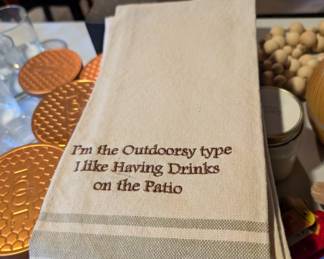 I'm the Outdoorsy type
I like Having Drinks
on the Patio